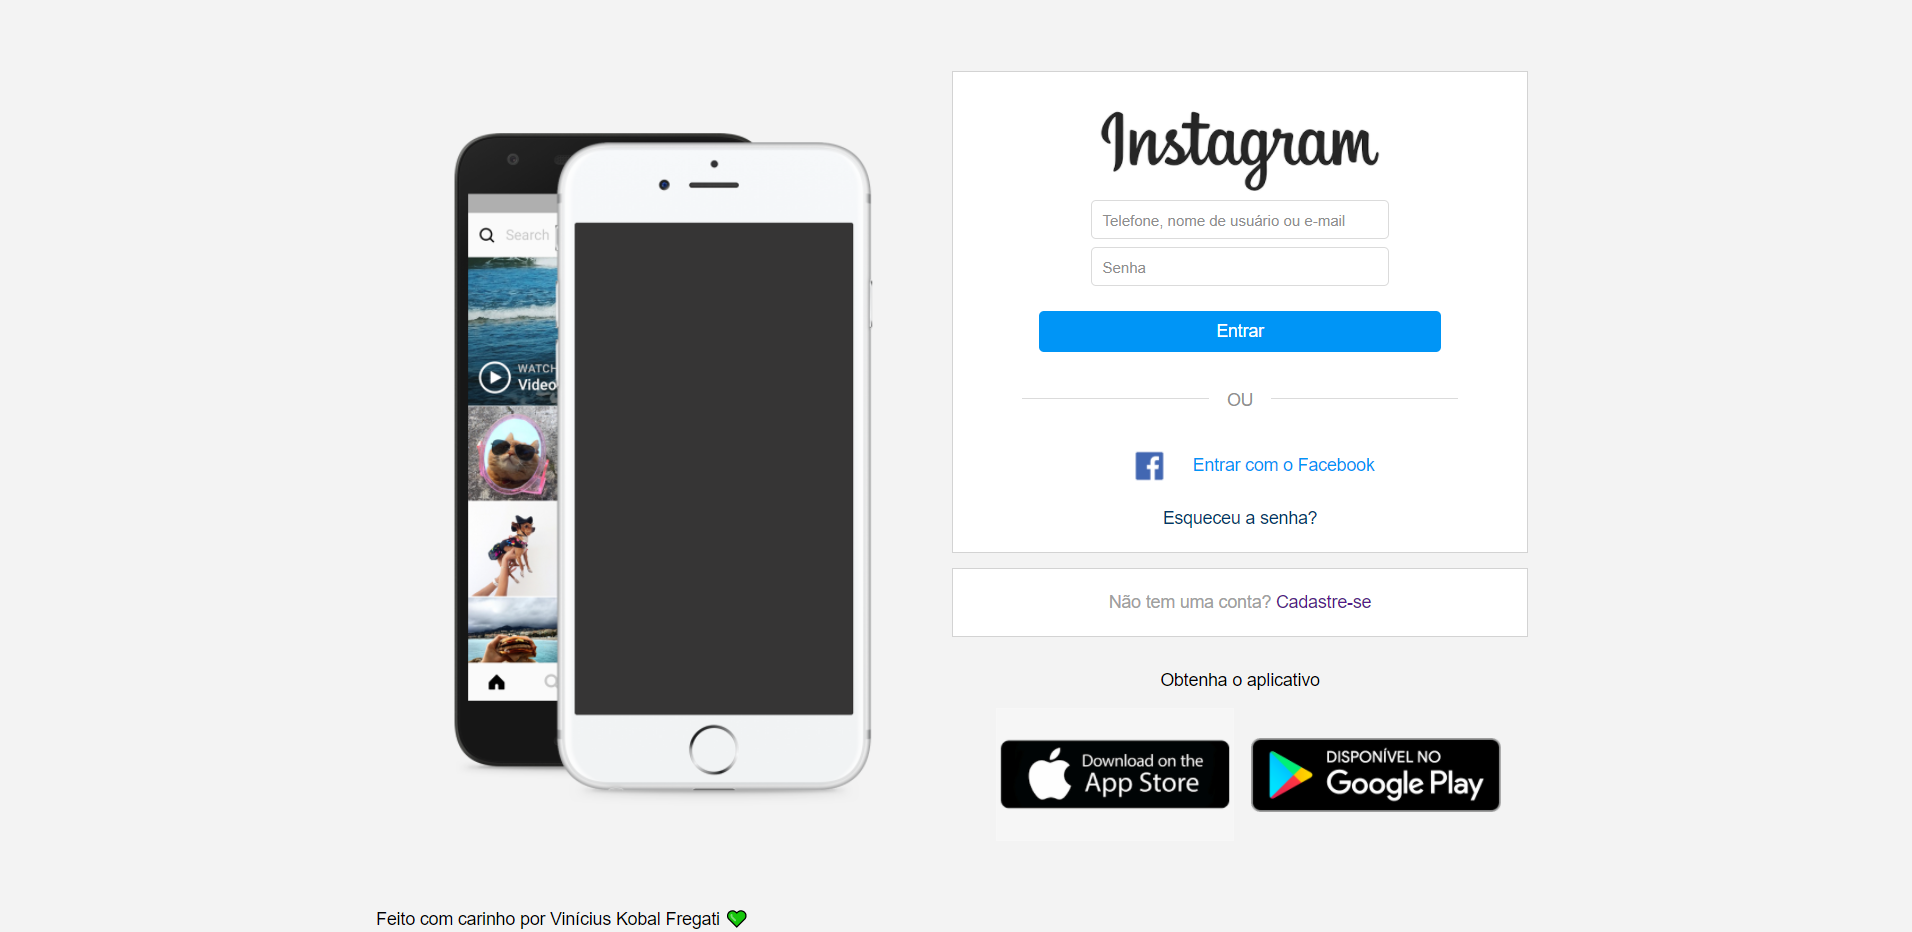 Search
WATCH
Video
Instagram
Telefone, nome de usuário ou e-mail
Senha
Entrar
OU
Entrar com o Facebook
Esqueceu a senha?
Não tem uma conta? Cadastre-se
Obtenha o aplicativo
Download on the
App Store
DISPONÍVEL NO
Google Play
Feito com carinho por Vinícius Kobal Fregati 💚